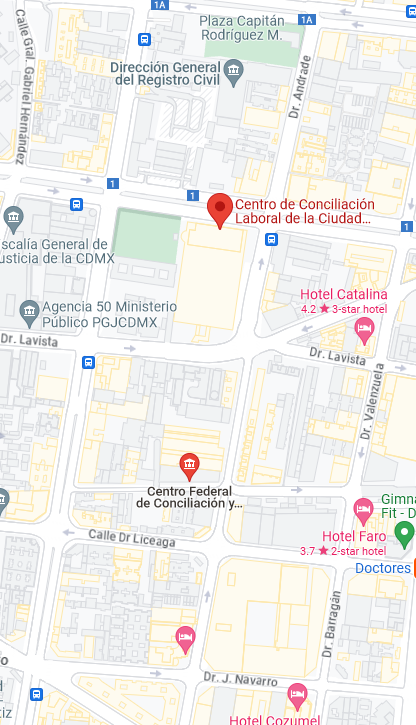 1A
Plaza Capitán
Rodríguez M.
1A
Calle Gral. Gabriel Hernández
Dirección General
del Registro Civil
Dr. Andrade
1
1
Centro de Conciliación
Laboral de la Ciudad...
1
iscalía General de
usticia de la CDMX
Hotel Catalina
4.2 ★ 3-star hotel
Agencia 50 Ministerio
Público PGJCDMX
Dr. Lavista
Dr. Lavista
Dr. Valenzuela
Centro Federal
de Conciliación y...
Gimna
Fit - D
Hotel Faro
3.7 ★ 2-star hotel
Calle Dr Liceaga
Doctores
Dr. Barragán
Dr. J. Navarro
Hotel Cozumel